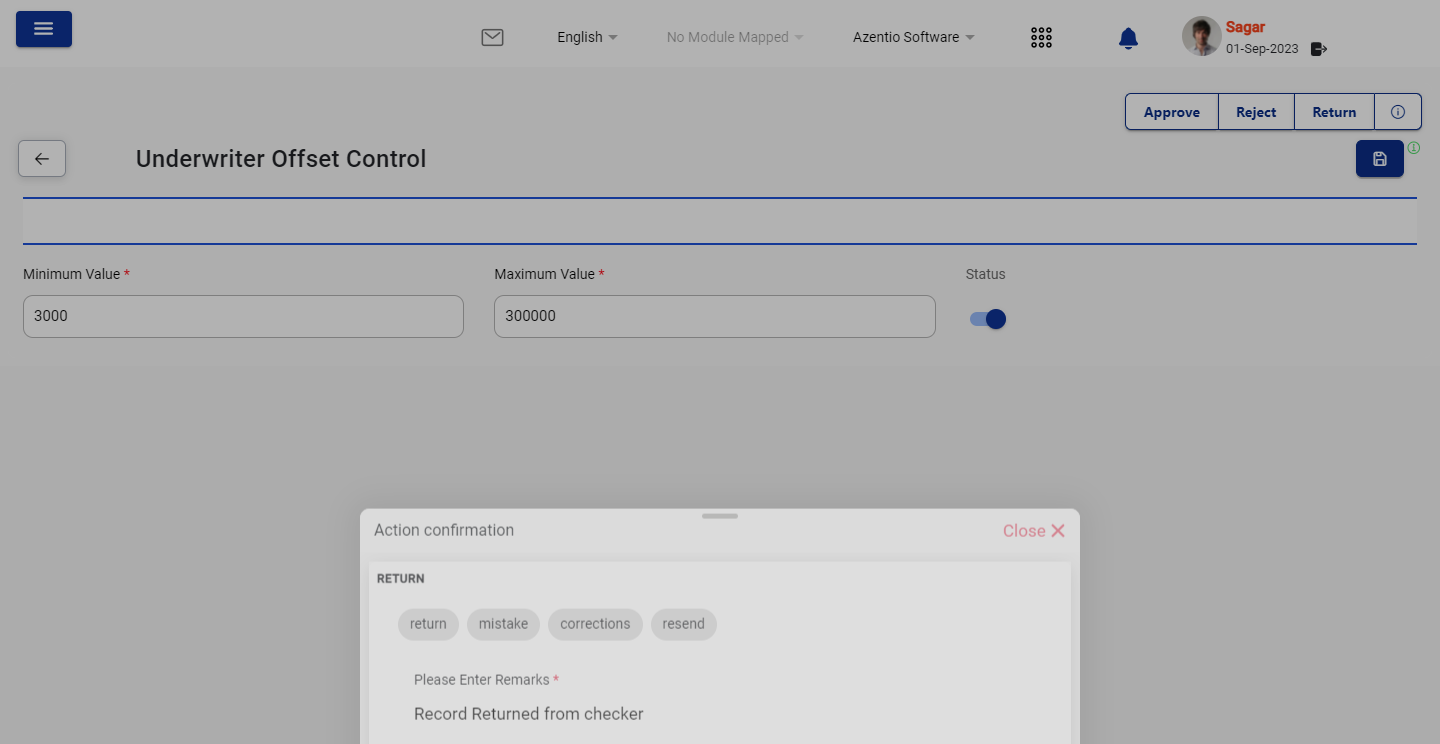 English
No Module Mapped
Azentio Software
Sagar
01-Sep-2023
Approve
Reject
Return
Underwriter Offset Control
Minimum Value *
Maximum Value *
Status
3000
300000
Action confirmation
Close
RETURN
return
mistake
corrections
resend
Please Enter Remarks *
Record Returned from checker